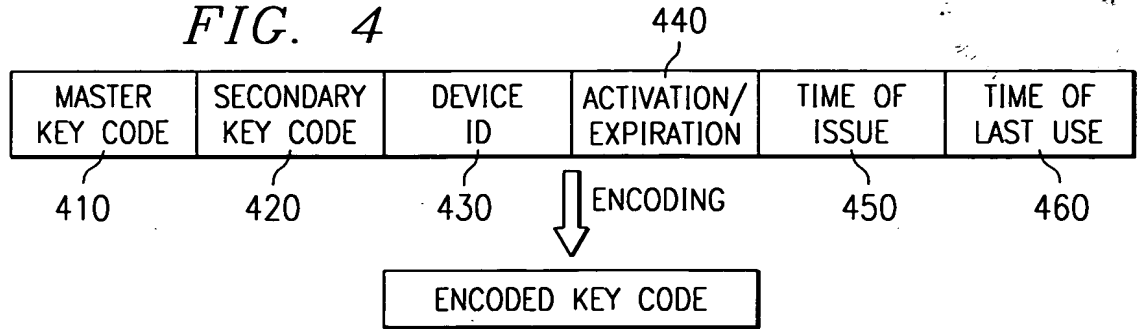 FIG. 4
440
MASTER KEY CODE
SECONDARY KEY CODE
DEVICE ID
ACTIVATION/ EXPIRATION
TIME OF ISSUE
TIME OF LAST USE
410
420
430
ENCODING
450
460
ENCODED KEY CODE